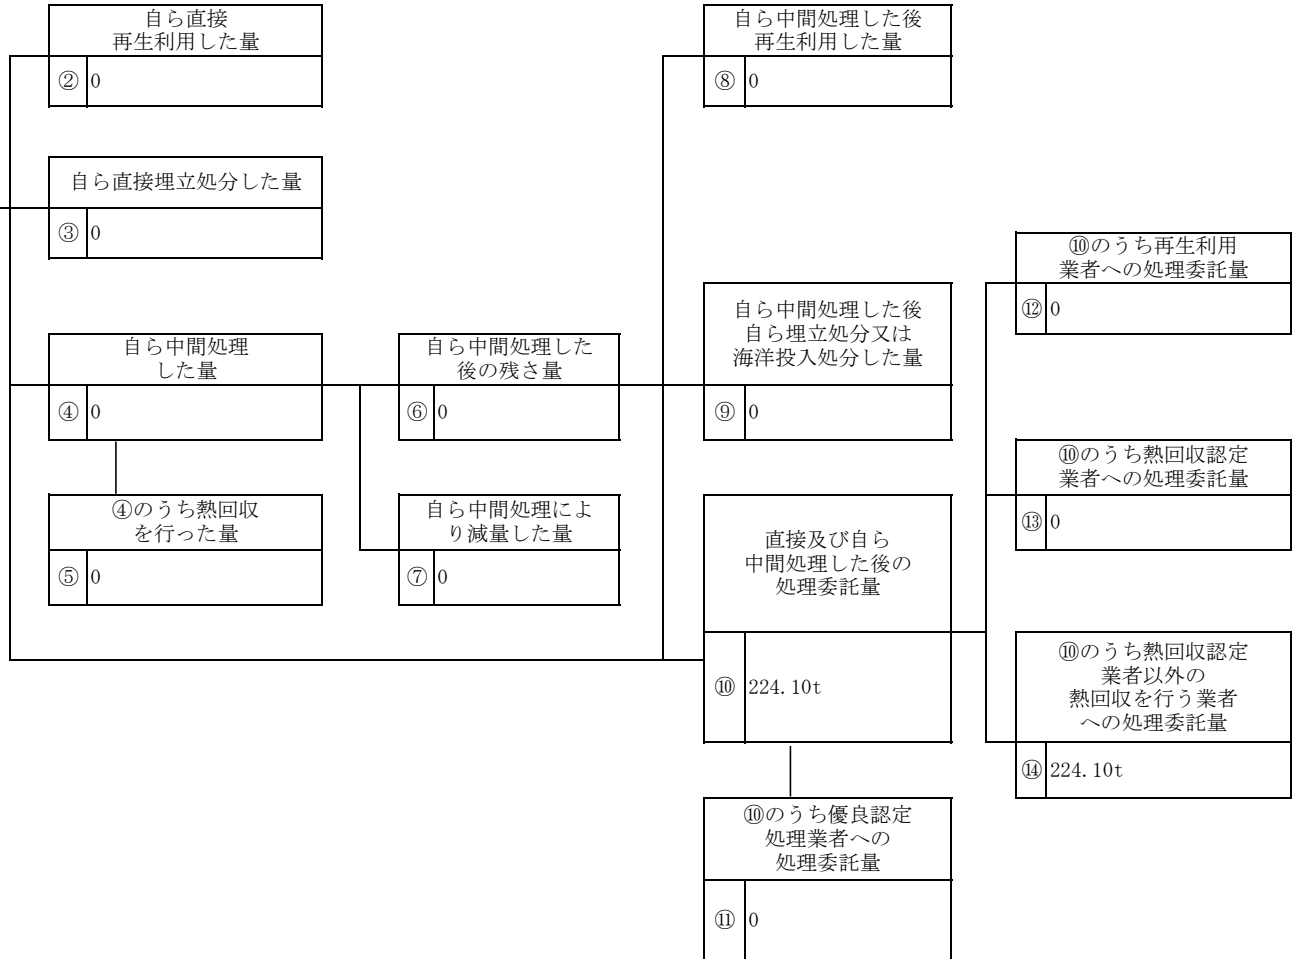 自ら直接
再生利用した量
② 0
自ら直接埋立処分した量
③ 0
自ら中間処理
した量
④ 0
④のうち熱回収
を行った量
⑤ 0
自ら中間処理した
後の残さ量
⑥ 0
自ら中間処理によ
り減量した量
⑦ 0
自ら中間処理した後
再生利用した量
⑧ 0
自ら中間処理した後
自ら埋立処分又は
海洋投入処分した量
⑨ 0
直接及び自ら
中間処理した後の
処理委託量
⑩ 224.10t
⑩のうち優良認定
処理業者への
処理委託量
⑪ 0
⑩のうち再生利用
業者への処理委託量
⑫ 0
⑩のうち熱回収認定
業者への処理委託量
⑬ 0
⑩のうち熱回収認定
業者以外の
熱回収を行う業者
への処理委託量
⑭ 224.10t